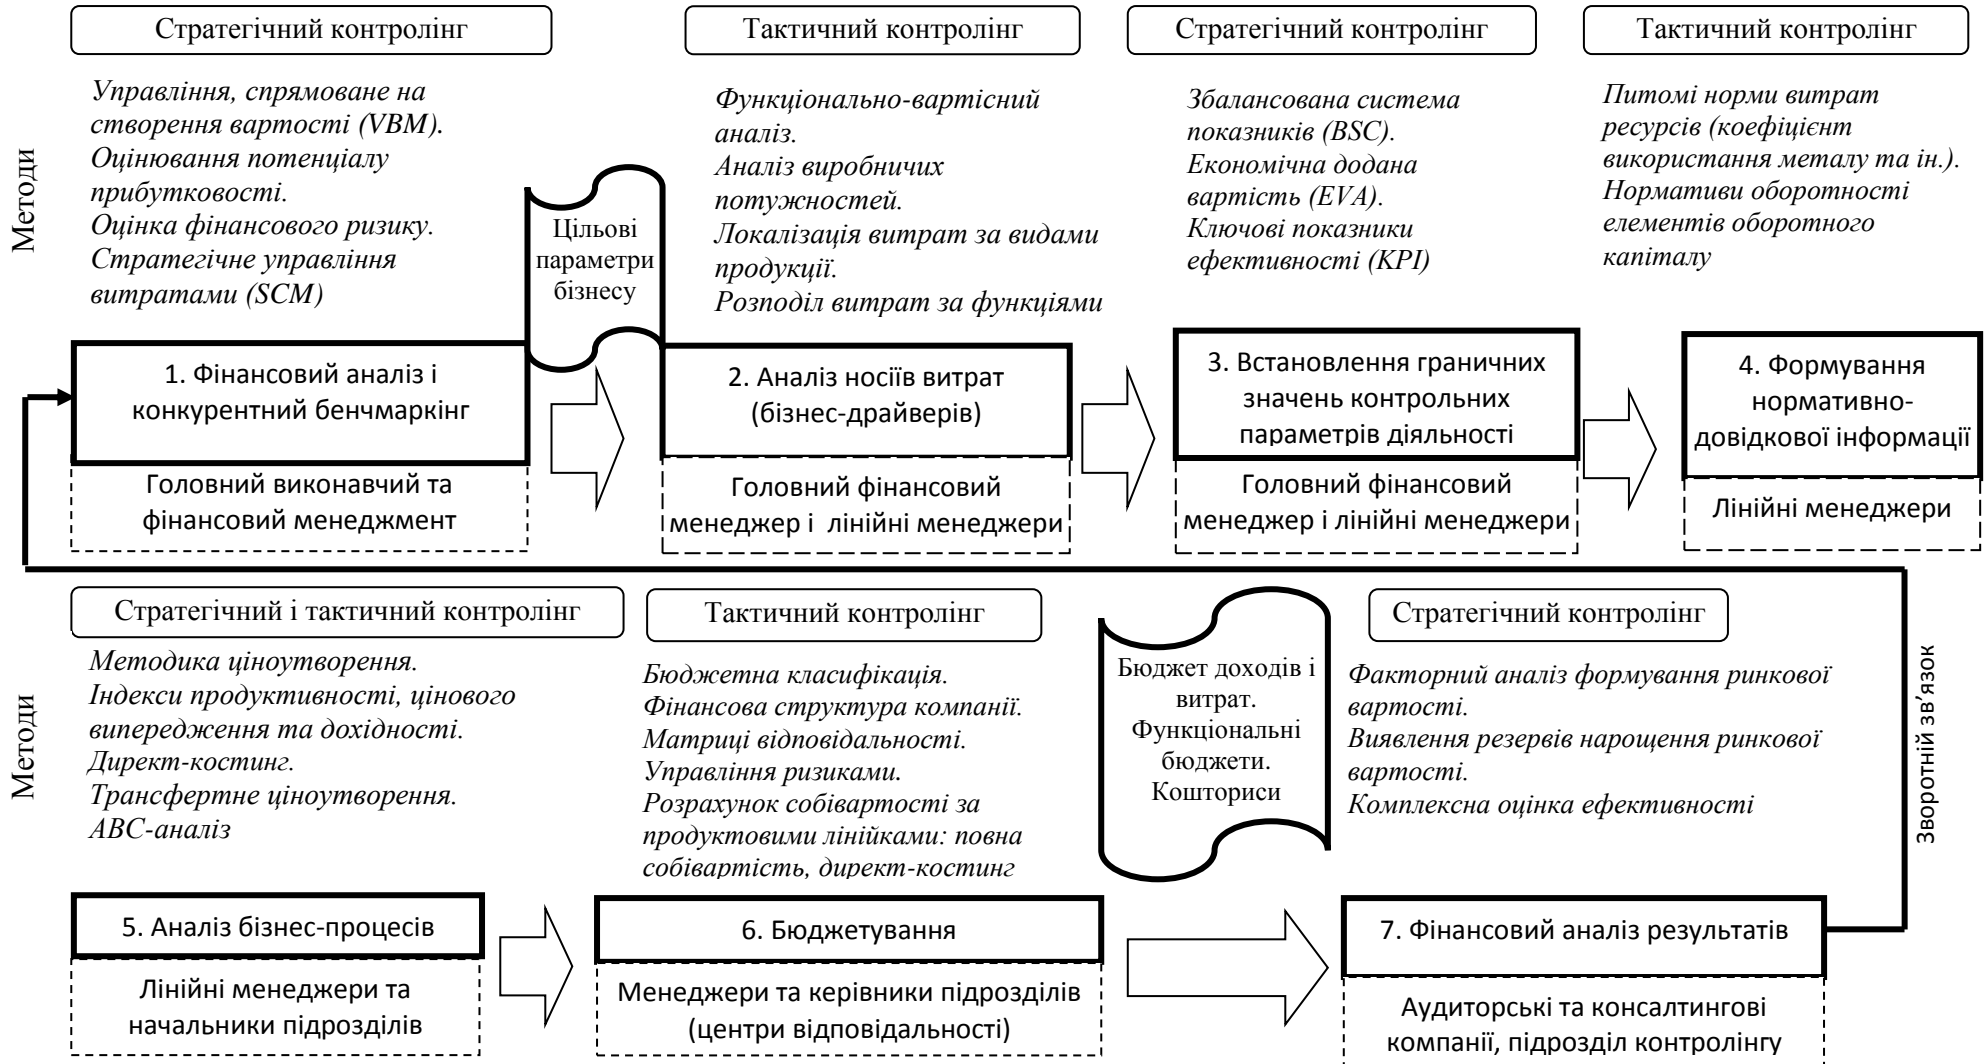 Стратегічний контролінг
Тактичний контролінг
Стратегічний контролінг
Тактичний контролінг
Методи
Управління, спрямоване на
створення вартості (VBM).
Оцінювання потенціалу
прибутковості.
Оцінка фінансового ризику.
Стратегічне управління
витратами (SCM)
Цільові
параметри
бізнесу
Функціонально-вартісний
аналіз.
Аналіз виробничих
потужностей.
Локалізація витрат за видами
продукції.
Розподіл витрат за функціями
Збалансована система
показників (BSC).
Економічна додана
вартість (EVA).
Ключові показники
ефективності (KPI)
Питомі норми витрат
ресурсів (коефіцієнт
використання металу та ін.).
Нормативи оборотності
елементів оборотного
капіталу
1. Фінансовий аналіз і
конкурентний бенчмаркінг
Головний виконавчий та
фінансовий менеджмент
2. Аналіз носіїв витрат
(бізнес-драйверів)
Головний фінансовий
менеджер і лінійні менеджери
3. Встановлення граничних
значень контрольних
параметрів діяльності
Головний фінансовий
менеджер і лінійні менеджери
4. Формування
нормативно-
довідкової інформації
Лінійні менеджери
Стратегічний і тактичний контролінг
Тактичний контролінг
Стратегічний контролінг
Методи
Методика ціноутворення.
Індекси продуктивності, цінового
випередження та дохідності.
Директ-костинг.
Трансфертне ціноутворення.
АВС-аналіз
Бюджетна класифікація.
Фінансова структура компанії.
Матриці відповідальності.
Управління ризиками.
Розрахунок собівартості за
продуктовими лінійками: повна
собівартість, директ-костинг
Бюджет доходів і
витрат.
Функціональні
бюджети.
Кошториси
Факторний аналіз формування ринкової
вартості.
Виявлення резервів нарощення ринкової
вартості.
Комплексна оцінка ефективності
Зворотній зв’язок
5. Аналіз бізнес-процесів
Лінійні менеджери та
начальники підрозділів
6. Бюджетування
Менеджери та керівники підрозділів
(центри відповідальності)
7. Фінансовий аналіз результатів
Аудиторські та консалтингові
компанії, підрозділ контролінгу